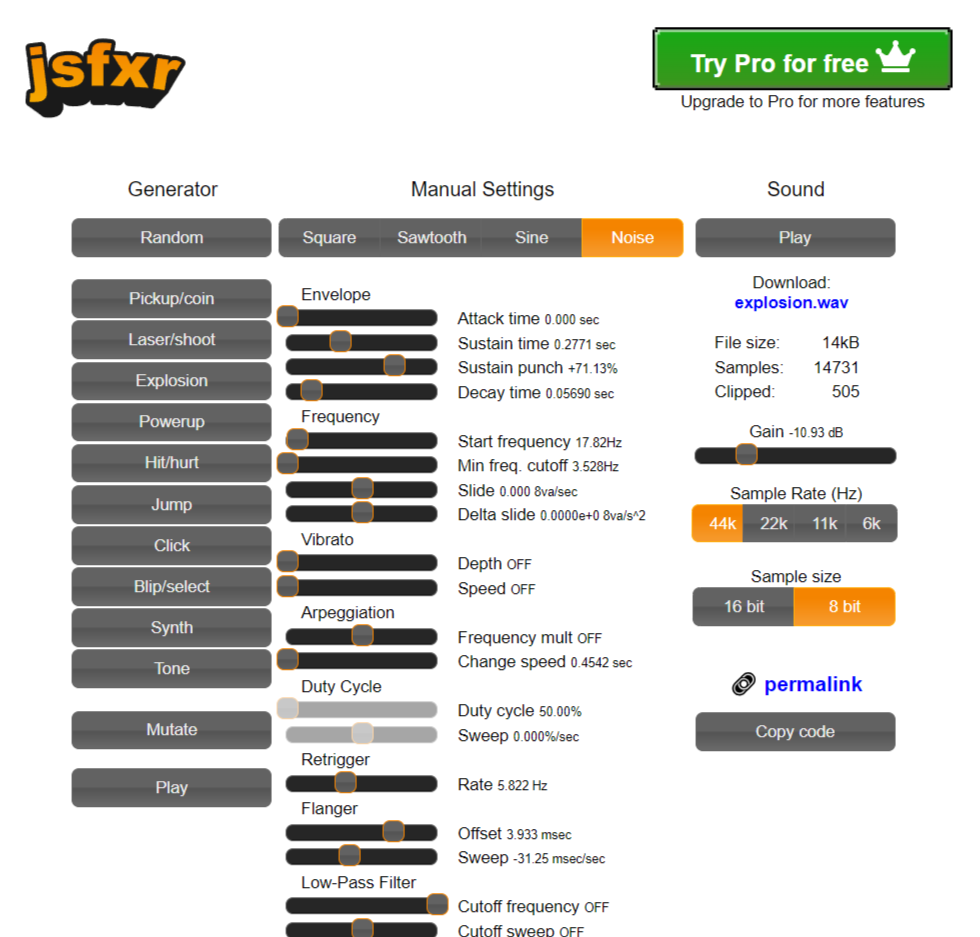 jsfxr
Try Pro for free
Upgrade to Pro for more features
Generator
Random
Pickup/coin
Laser/shoot
Explosion
Powerup
Hit/hurt
Jump
Click
Blip/select
Synth
Tone
Mutate
Play
Manual Settings
Square Sawtooth Sine Noise
Envelope
Attack time 0.000 sec
Sustain time 0.2771 sec
Sustain punch +71.13%
Decay time 0.05690 sec
Frequency
Start frequency 17.82Hz
Min freq. cutoff 3.528Hz
Slide 0.000 8va/sec
Delta slide 0.0000e+0 8va/s^2
Vibrato
Depth OFF
Speed OFF
Arpeggiation
Frequency mult OFF
Change speed 0.4542 sec
Duty Cycle
Duty cycle 50.00%
Sweep 0.000%/sec
Retrigger
Rate 5.822 Hz
Flanger
Offset 3.933 msec
Sweep -31.25 msec/sec
Low-Pass Filter
Cutoff frequency OFF
Cutoff sweep OFF
Sound
Play
Download:
explosion.wav
File size: 14kB
Samples: 14731
Clipped: 505
Gain -10.93 dB
Sample Rate (Hz)
44k 22k 11k 6k
Sample size
16 bit 8 bit
permalink
Copy code